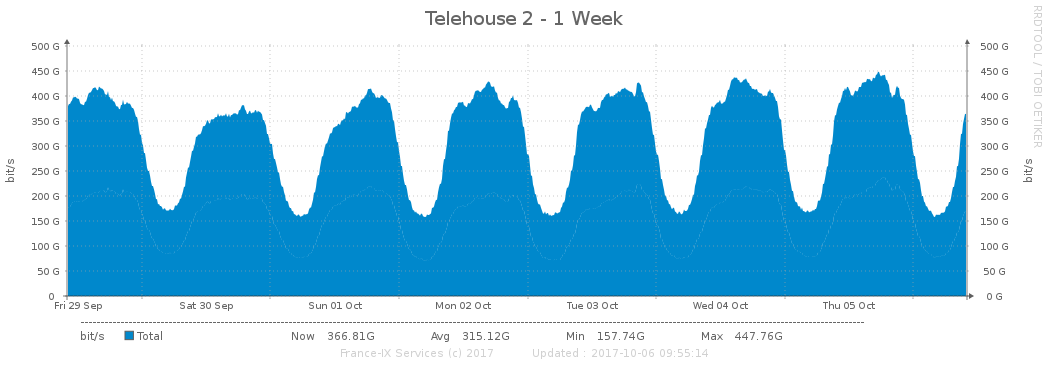 Telehouse 2 - 1 Week
RRDTOOL / TOBI OETIKER
500 G 500 G
450 G 450 G
400 G 400 G
350 G 350 G
300 G 300 G
250 G 250 G
200 G 200 G
150 G 150 G
100 G 100 G
50 G 50 G
0 0 G
bit/s bit/s
Fri 29 Sep Sat 30 Sep Sun 01 Oct Mon 02 Oct Tue 03 Oct Wed 04 Oct Thu 05 Oct
bit/s Total Now 366.81G Avg 315.12G Min 157.74G Max 447.76G
France-IX Services (c) 2017 Updated : 2017-10-06 09:55:14